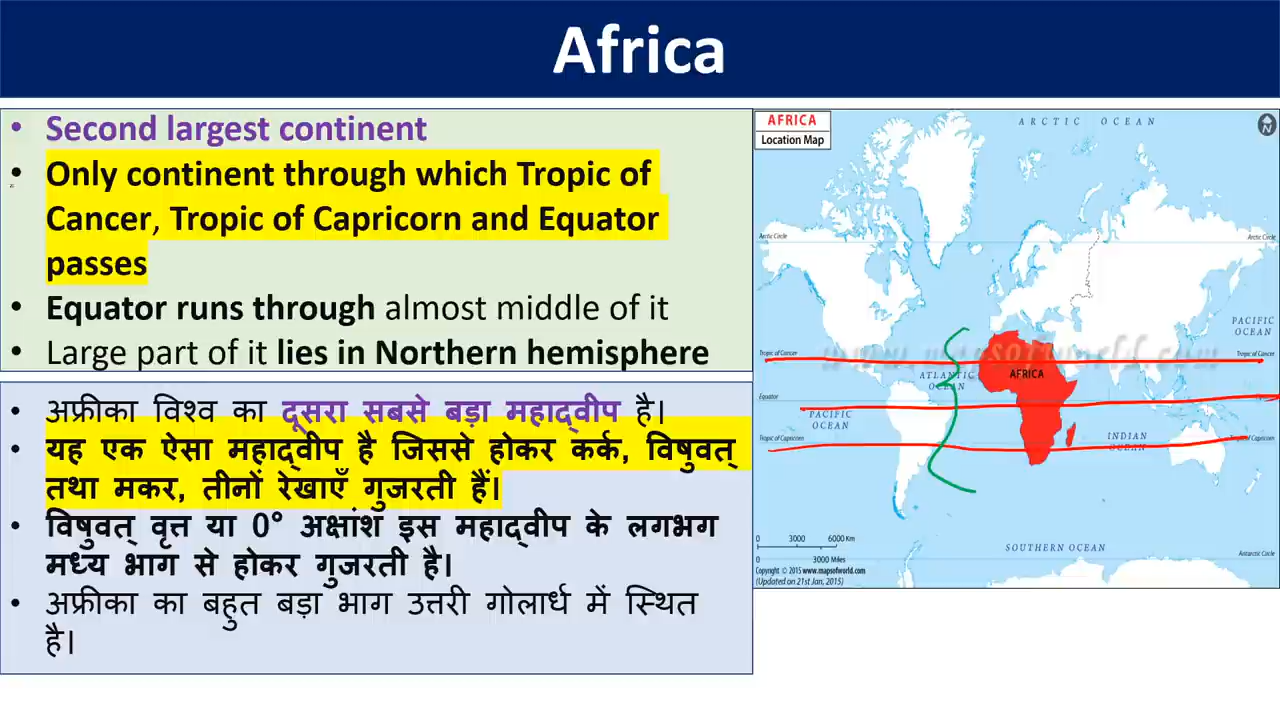 Africa
• Second largest continent
• Only continent through which Tropic of
Cancer, Tropic of Capricorn and Equator
passes
• Equator runs through almost middle of it
• Large part of it lies in Northern hemisphere
• अफ्रीका विश्व का दूसरा सबसे बड़ा महाद्वीप है।
• यह एक ऐसा महाद्वीप है जिससे होकर कर्क, विषुवत्
तथा मकर, तीनों रेखाएँ गुजरती हैं।
• विषुवत् वृत्त या 0° अक्षांश इस महाद्वीप के लगभग
मध्य भाग से होकर गुजरती है।
• अफ्रीका का बहुत बड़ा भाग उत्तरी गोलार्ध में स्थित
है।
AFRICA
Location Map
ARCTIC OCEAN
N
Arctic Circle
Arctic Circle
PACIFIC
OCEAN
Tropic of Cancer
www.mapsofworld.com
Tropic of Cancer
AFRICA
ATLANTIC
OCEAN
Equator
PACIFIC
OCEAN
Tropic of Capricorn
INDIAN
OCEAN
Tropic of Capricorn
0 3000 6000 Km
0 3000 Miles
SOUTHERN OCEAN
Antarctic Circle
Copyright © 2015 www.mapsofworld.com
(Updated on 21st Jan, 2015)